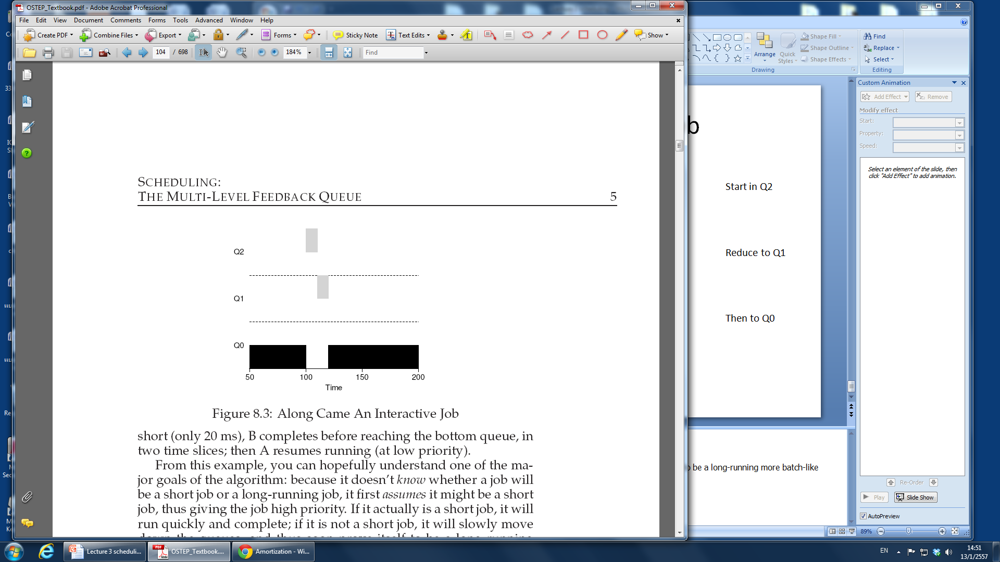 OSTEP_Textbook.pdf - Adobe Acrobat Professional
File Edit View Document Comments Forms Tools Advanced Window Help
Create PDF Combine Files Export Forms Sticky Note Text Edits Show
104 / 698 184% Find
SCHEDULING:
THE MULTI-LEVEL FEEDBACK QUEUE 5
Q2
Q1
Q0
50 100 150 200
Time
Figure 8.3: Along Came An Interactive Job
short (only 20 ms), B completes before reaching the bottom queue, in
two time slices; then A resumes running (at low priority).
From this example, you can hopefully understand one of the ma-
jor goals of the algorithm: because it doesn't know whether a job will
be a short job or a long-running job, it first assumes it might be a short
job, thus giving the job high priority. If it actually is a short job, it will
run quickly and complete; if it is not a short job, it will slowly move
Arrange
Quick
Styles
Shape Fill
Shape Outline
Shape Effects
Drawing
Find
Replace
Select
Editing
b
Start in Q2
Reduce to Q1
Then to Q0
be a long-running more batch-like
Custom Animation
Add Effect Remove
Modify effect
Start:
Property:
Speed:
Select an element of the slide, then
click "Add Effect" to add animation.
Re-Order
Play Slide Show
AutoPreview
89%
Lecture 3 scheduli...
OSTEP_Textbook....
Amortization - Wi...
EN
14:51
13/1/2557